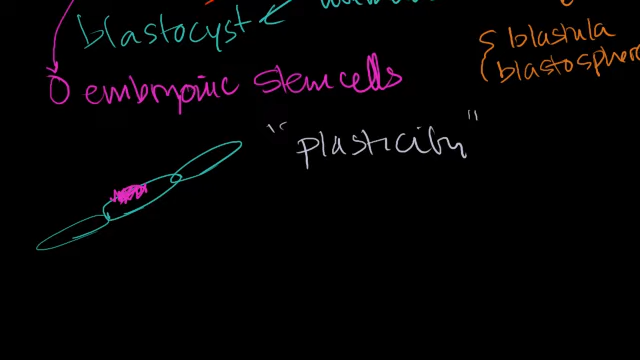 blastocyst
{ blastula
( blastosphere
embryonic stem cells
"plasticity"